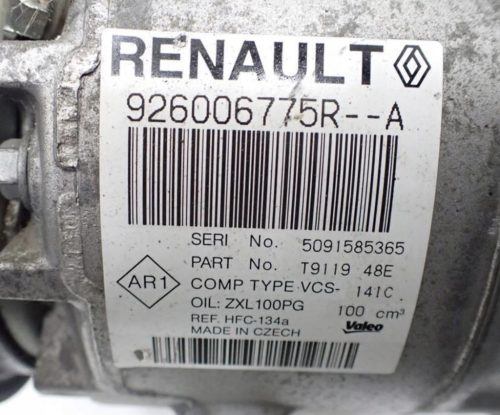 RENAULT
926006775R--A
SERI No. 5091585365
PART No. T9119 48E
AR1
COMP TYPE VCS- 141C
OIL: ZXL100PG 100 cm³
REF. HFC-134a
MADE IN CZECH Valeo